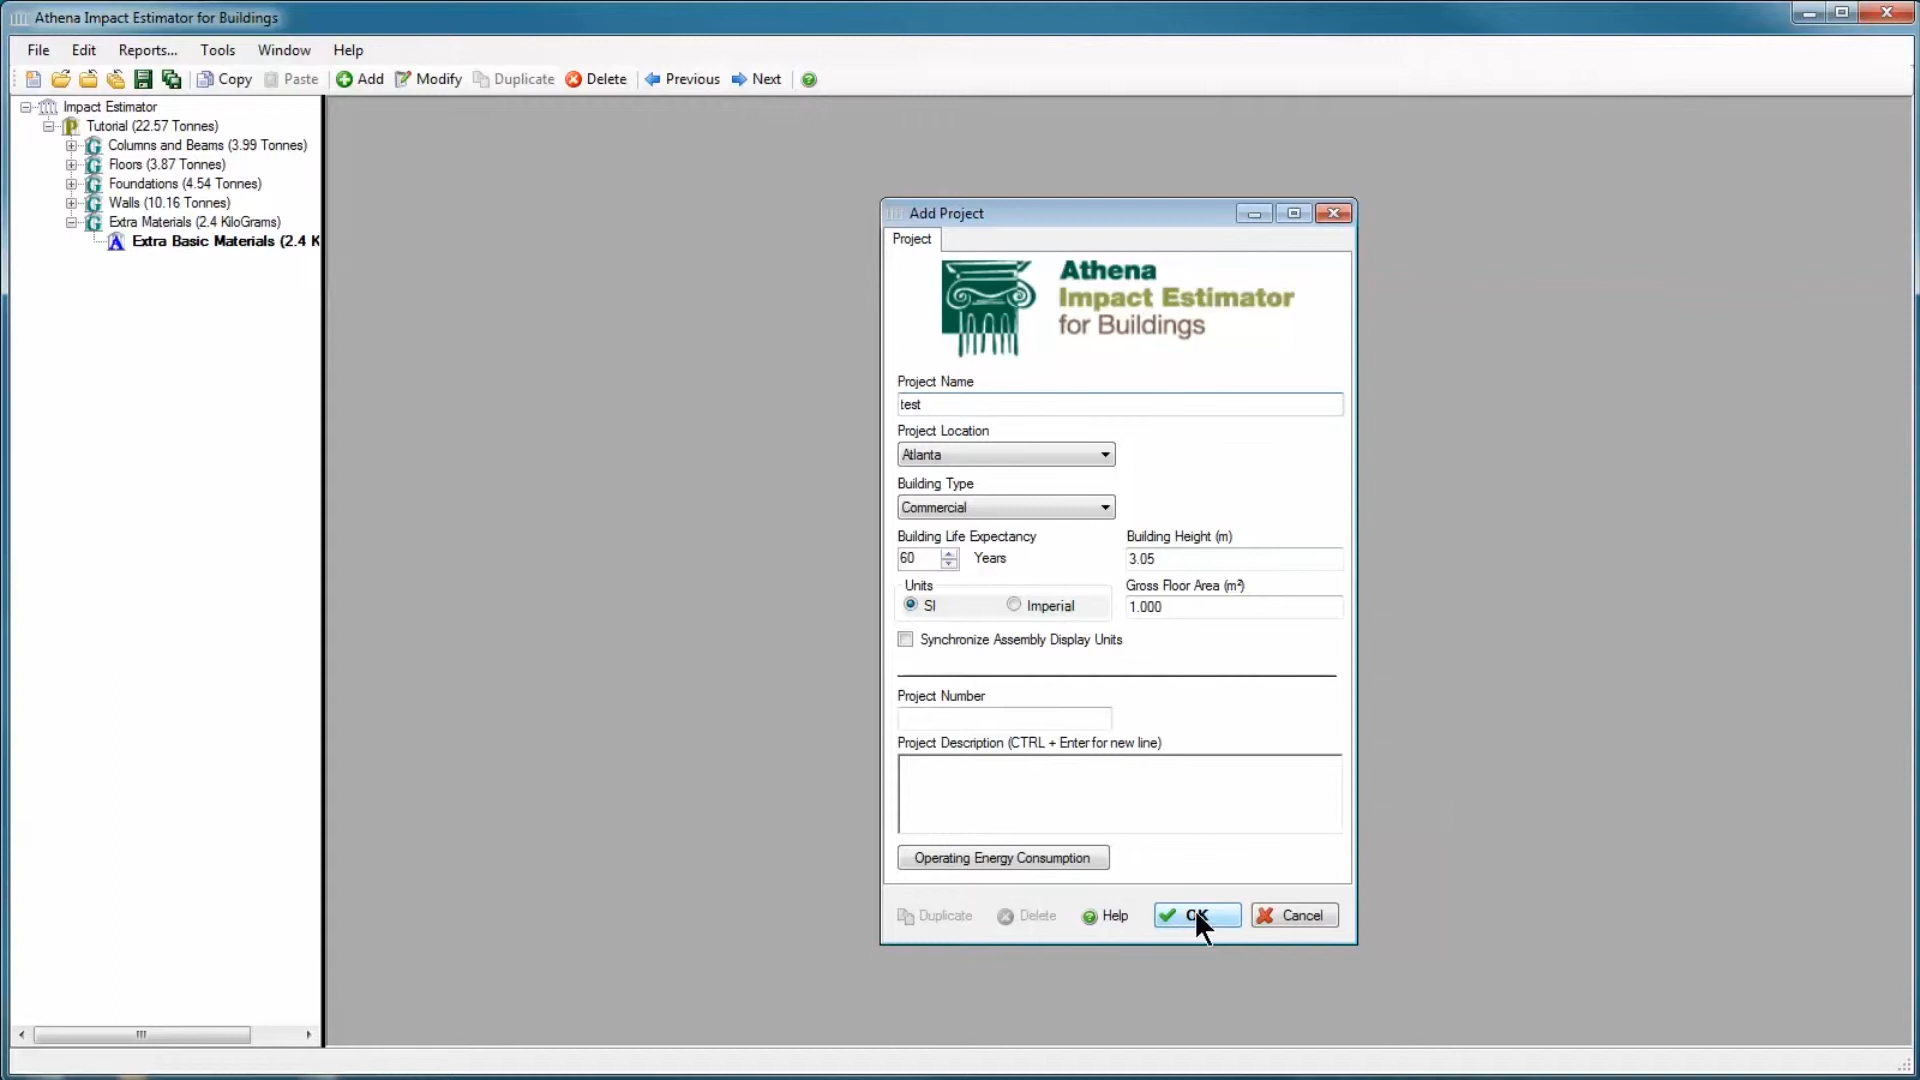 Athena Impact Estimator for Buildings
File Edit Reports... Tools Window Help
Copy Paste Add Modify Duplicate Delete Previous Next
Impact Estimator
Tutorial (22.57 Tonnes)
Columns and Beams (3.99 Tonnes)
Floors (3.87 Tonnes)
Foundations (4.54 Tonnes)
Walls (10.16 Tonnes)
Extra Materials (2.4 KiloGrams)
Extra Basic Materials (2.4 K
Add Project
Project
Athena
Impact Estimator
for Buildings
Project Name
test
Project Location
Atlanta
Building Type
Commercial
Building Life Expectancy Building Height (m)
60 Years 3.05
Units Gross Floor Area (m²)
SI Imperial 1.000
Synchronize Assembly Display Units
Project Number
Project Description (CTRL + Enter for new line)
Operating Energy Consumption
Duplicate Delete Help OK Cancel